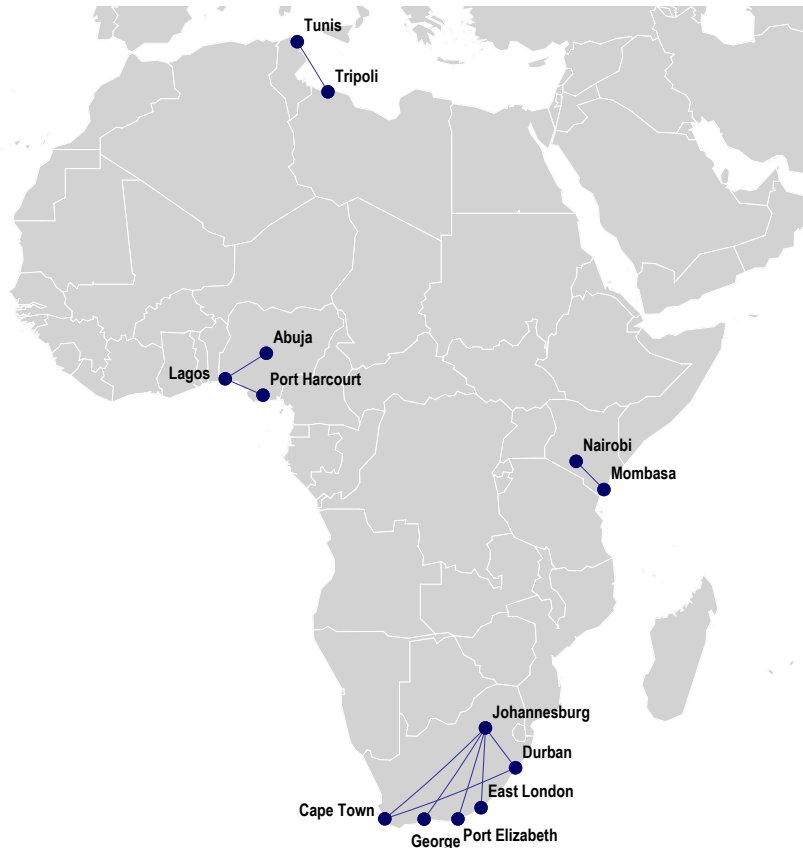 Tunis
Tripoli
Abuja
Lagos
Port Harcourt
Nairobi
Mombasa
Johannesburg
Durban
East London
Cape Town
Port Elizabeth
George